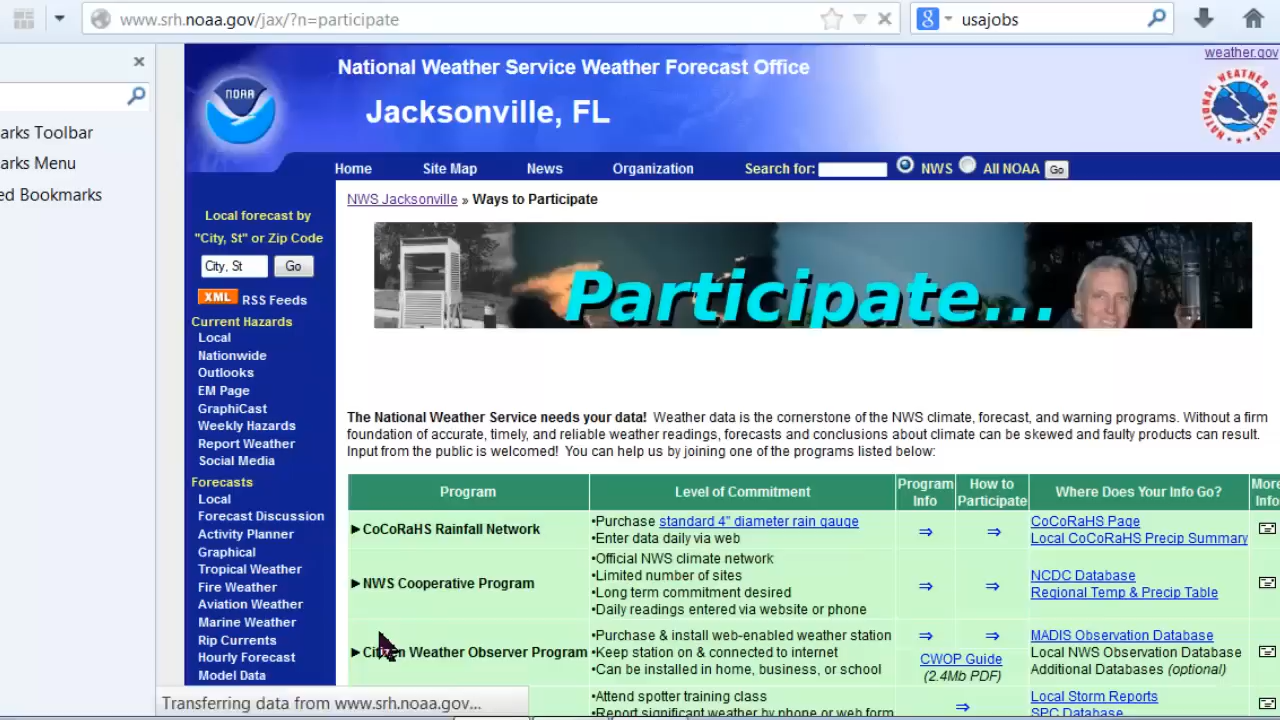 www.srh.noaa.gov/jax/?n=participate
usajobs
weather.gov
National Weather Service Weather Forecast Office
NOAA
Jacksonville, FL
NATIONAL WEATHER SERVICE
arks Toolbar
arks Menu
ed Bookmarks
Home Site Map News Organization Search for: NWS All NOAA Go
NWS Jacksonville » Ways to Participate
Participate...
Local forecast by
"City, St" or Zip Code
City, St Go
XML RSS Feeds
Current Hazards
Local
Nationwide
Outlooks
EM Page
GraphiCast
Weekly Hazards
Report Weather
Social Media
Forecasts
Local
Forecast Discussion
Activity Planner
Graphical
Tropical Weather
Fire Weather
Aviation Weather
Marine Weather
Rip Currents
Hourly Forecast
Model Data
The National Weather Service needs your data! Weather data is the cornerstone of the NWS climate, forecast, and warning programs. Without a firm
foundation of accurate, timely, and reliable weather readings, forecasts and conclusions about climate can be skewed and faulty products can result.
Input from the public is welcomed! You can help us by joining one of the programs listed below:
Program Level of Commitment Program Info How to Participate Where Does Your Info Go? More Info
►CoCoRaHS Rainfall Network
•Purchase standard 4" diameter rain gauge
•Enter data daily via web
⇒ ⇒
CoCoRaHS Page
Local CoCoRaHS Precip Summary
►NWS Cooperative Program
•Official NWS climate network
•Limited number of sites
•Long term commitment desired
•Daily readings entered via website or phone
⇒ ⇒
NCDC Database
Regional Temp & Precip Table
►Citizen Weather Observer Program
•Purchase & install web-enabled weather station
•Keep station on & connected to internet
•Can be installed in home, business, or school
⇒ ⇒
CWOP Guide
(2.4Mb PDF)
MADIS Observation Database
Local NWS Observation Database
Additional Databases (optional)
•Attend spotter training class
•Report significant weather by phone or web form
⇒
Local Storm Reports
SPC Database
Transferring data from www.srh.noaa.gov...